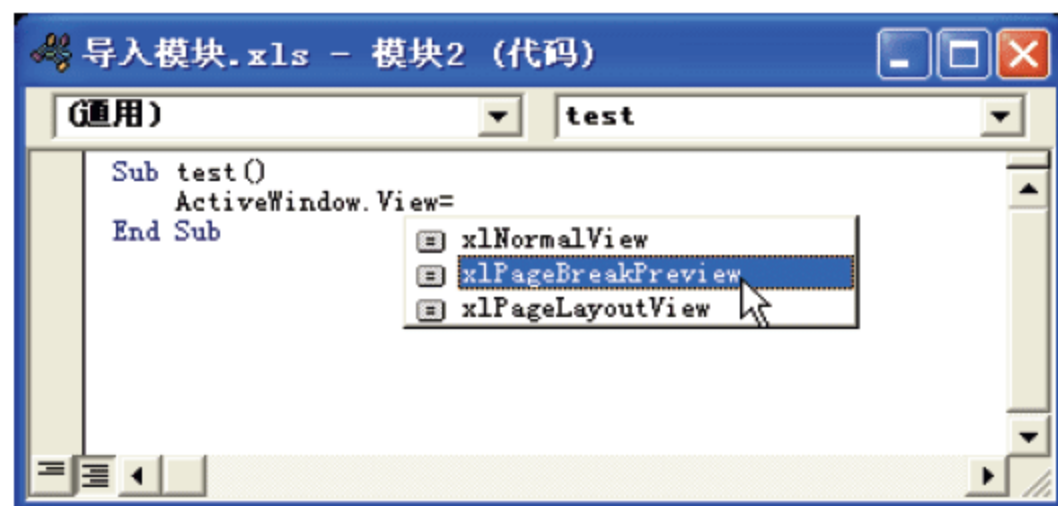 导入模块.xls - 模块2 (代码)
(通用) test
Sub test()
ActiveWindow.View=
End Sub
xlNormalView
xlPageBreakPreview
xlPageLayoutView